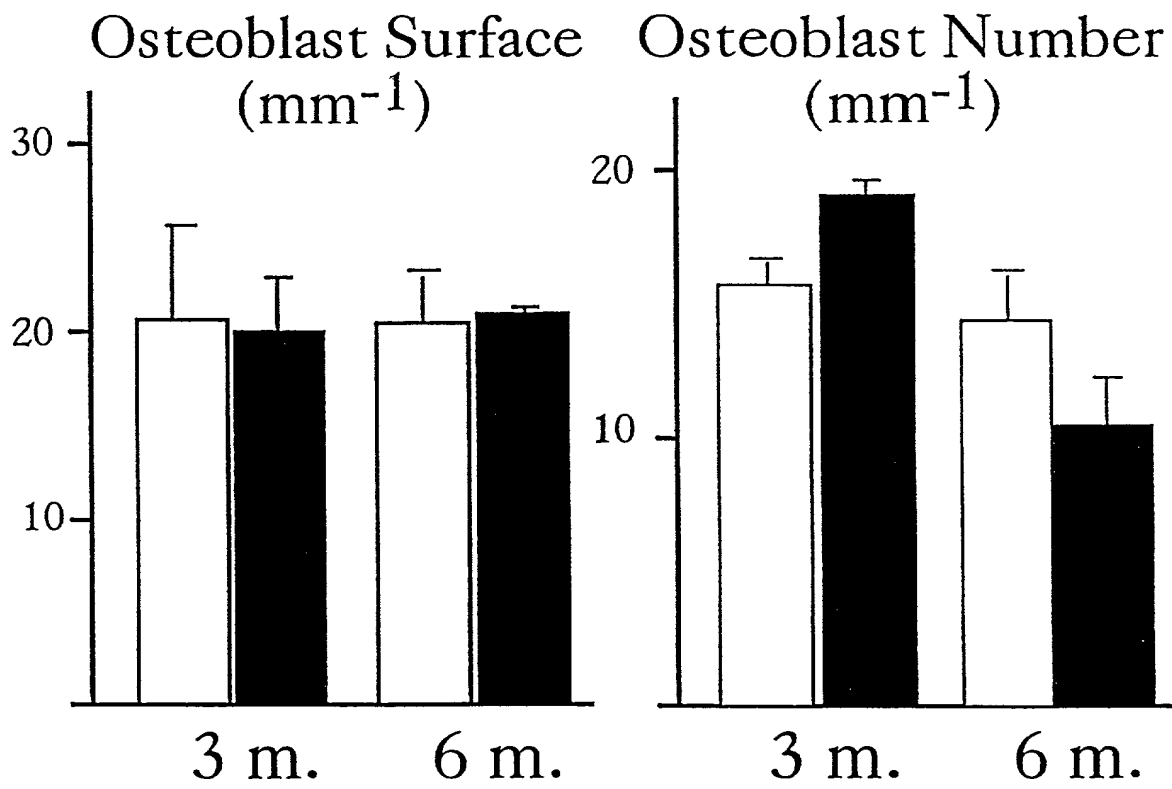 Osteoblast Surface
(mm-1)
30
20
10
3 m.
6 m.
Osteoblast Number
(mm-1)
20
10
3 m.
6 m.